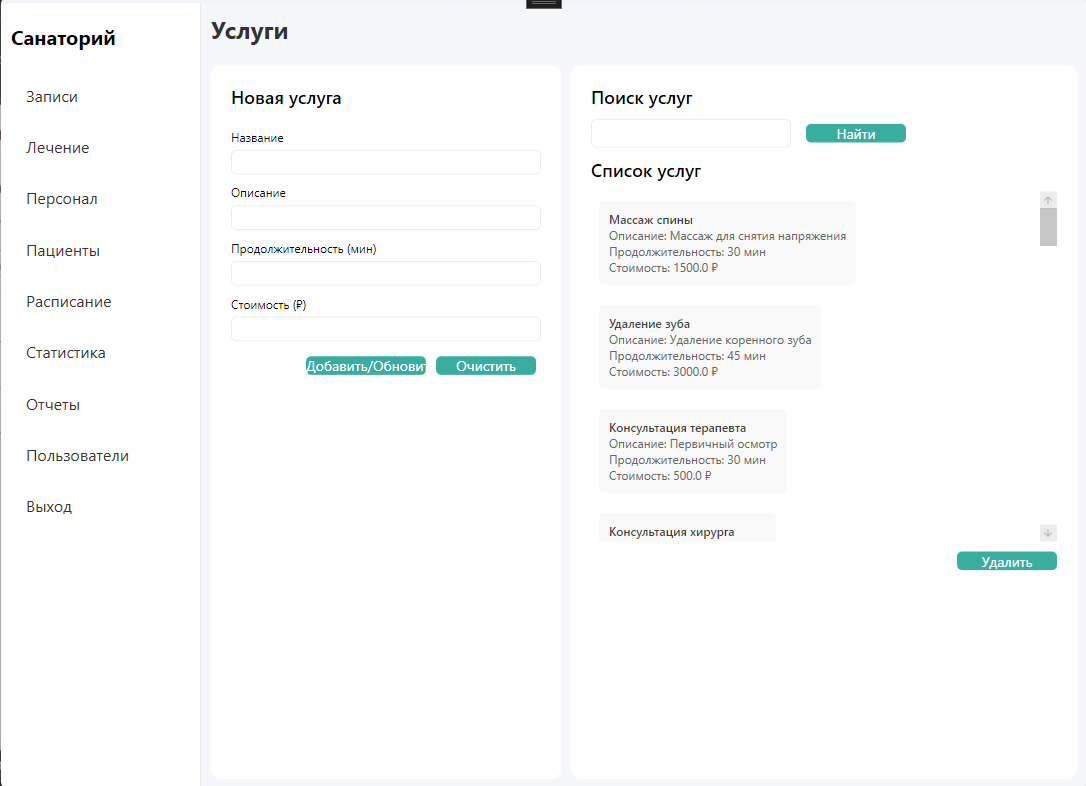 Санаторий
Записи
Лечение
Персонал
Пациенты
Расписание
Статистика
Отчеты
Пользователи
Выход
Услуги
Новая услуга
Название
Описание
Продолжительность (мин)
Стоимость (₽)
Добавить/Обновит
Очистить
Поиск услуг
Найти
Список услуг
Массаж спины
Описание: Массаж для снятия напряжения
Продолжительность: 30 мин
Стоимость: 1500.0 ₽
Удаление зуба
Описание: Удаление коренного зуба
Продолжительность: 45 мин
Стоимость: 3000.0 ₽
Консультация терапевта
Описание: Первичный осмотр
Продолжительность: 30 мин
Стоимость: 500.0 ₽
Консультация хирурга
Удалить